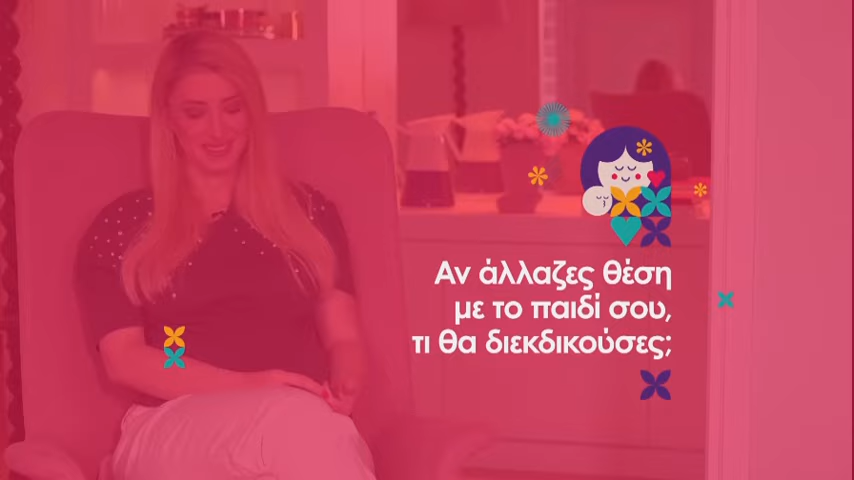 Αν άλλαζες θέση
με το παιδί σου,
τι θα διεκδικούσες;